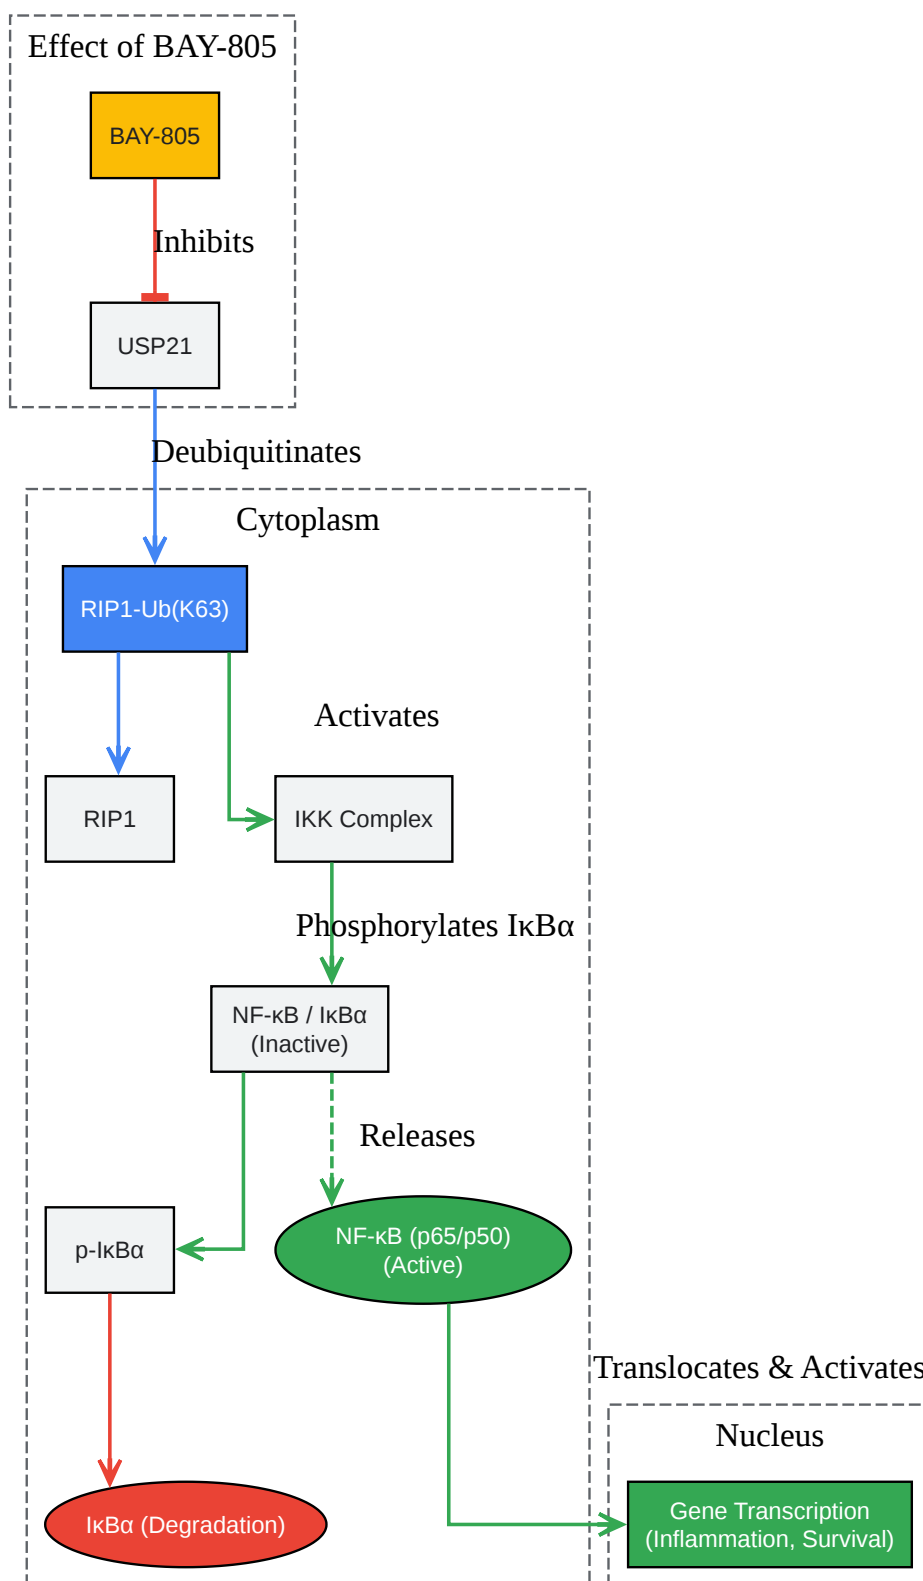 Effect of BAY-805
BAY-805
Inhibits
USP21
Deubiquitinates
Cytoplasm
RIP1-Ub(K63)
Activates
RIP1
IKK Complex
Phosphorylates IκBα
NF-κB / IκBα
(Inactive)
Releases
p-IκBα
NF-κB (p65/p50)
(Active)
Translocates & Activates
Nucleus
IκBα (Degradation)
Gene Transcription
(Inflammation, Survival)